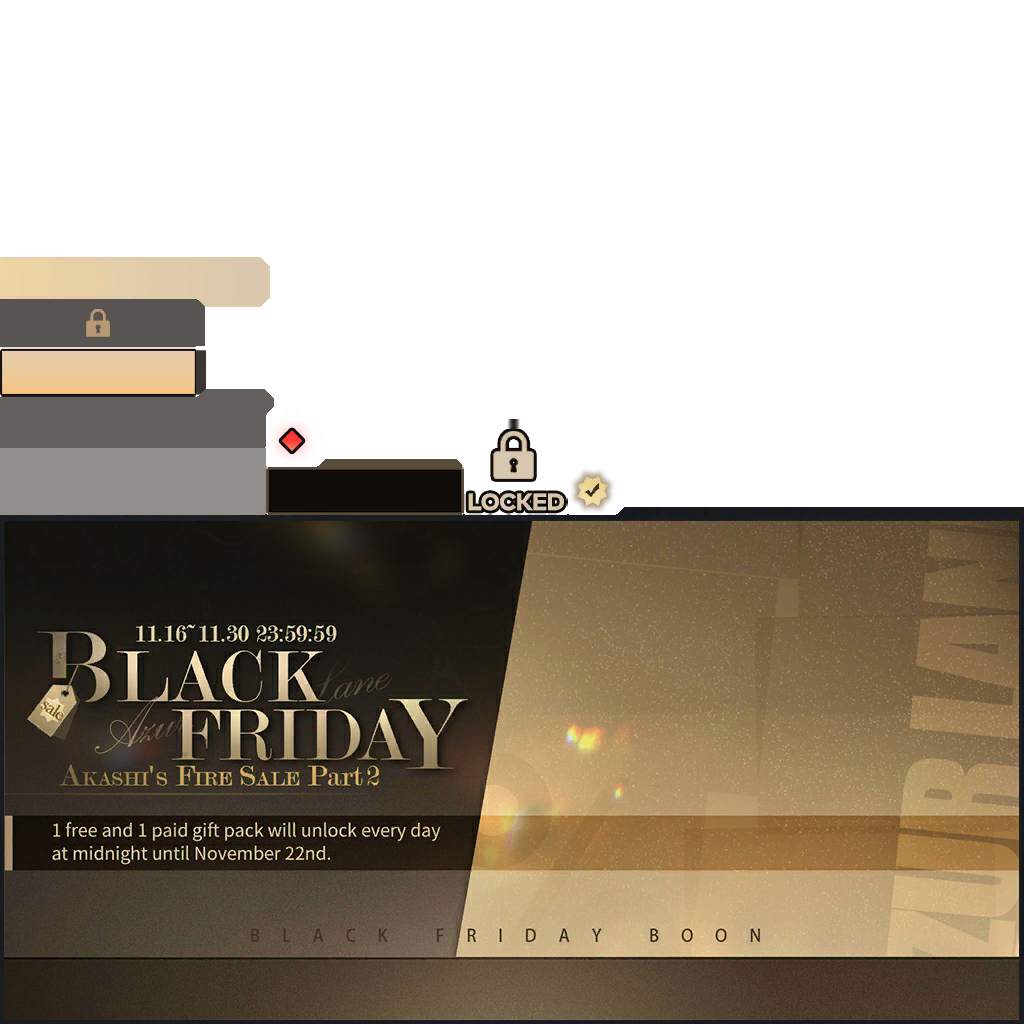 LOCKED
11.16~11.30 23:59:59
BLACK
Lane
sale
Azur
FRIDAY
AKASHI'S FIRE SALE Part 2
1 free and 1 paid gift pack will unlock every day
at midnight until November 22nd.
BLACK FRIDAY BOON
AZUR LAN